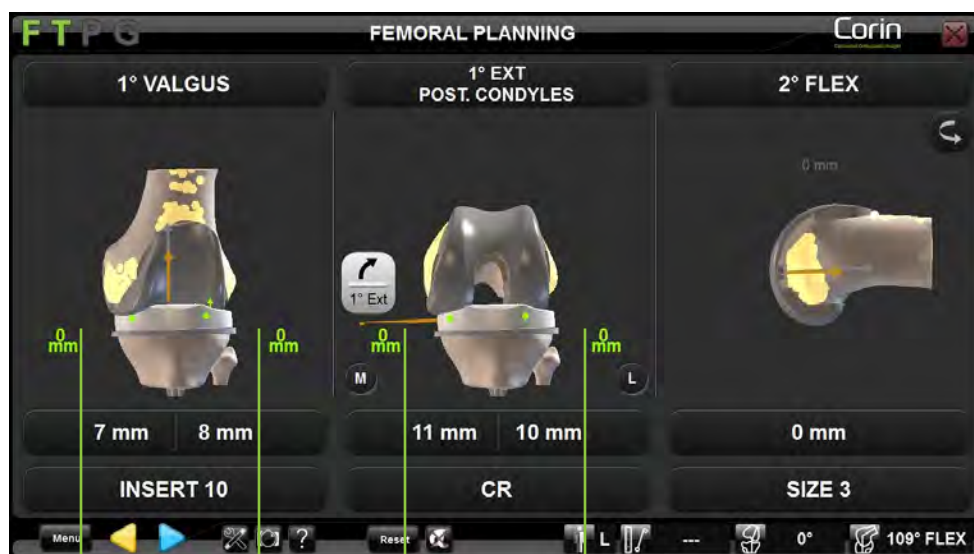 FTPG
FEMORAL PLANNING
Corin
1° VALGUS
1° EXT
POST. CONDYLES
2° FLEX
0 mm
1° Ext
0
mm
0
mm
0
mm
0
mm
M
L
7 mm
8 mm
11 mm
10 mm
0 mm
INSERT 10
CR
SIZE 3
Menu
?
Reset
L
---
0°
109° FLEX